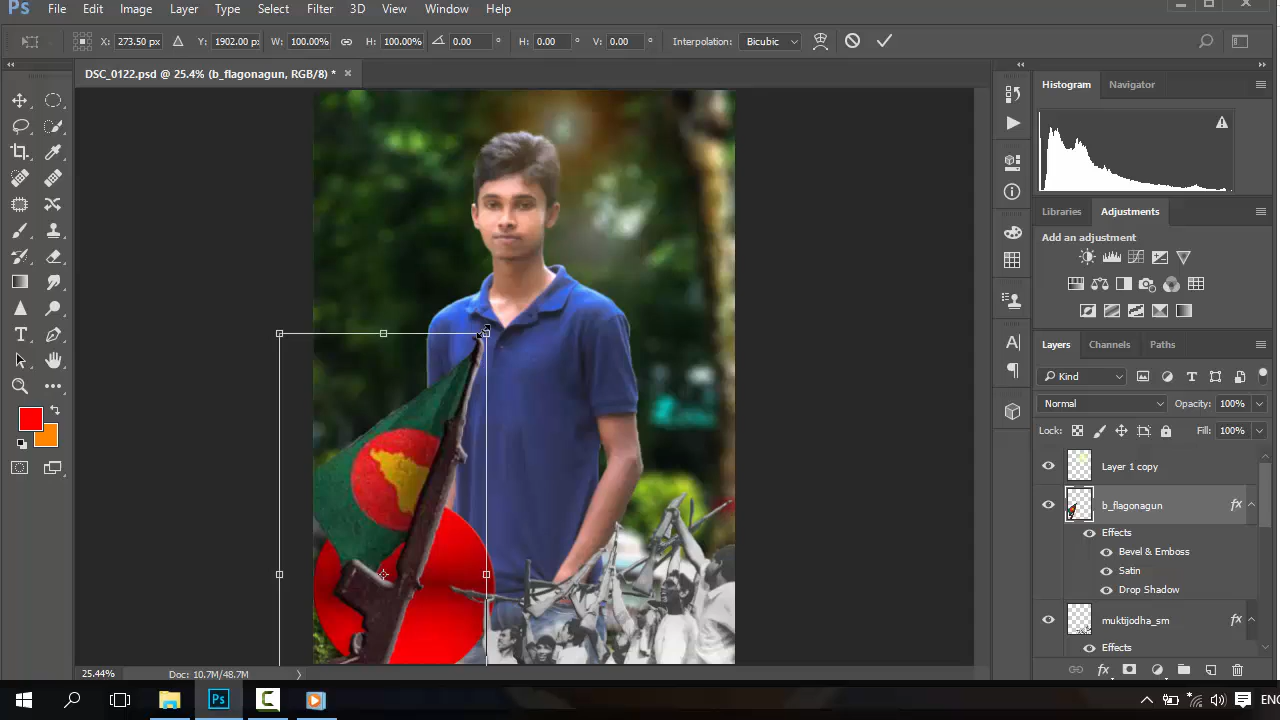 Ps File Edit Image Layer Type Select Filter 3D View Window Help
X: 273.50 px Y: 1902.00 px W: 100.00% H: 100.00% 0.00 ° H: 0.00 ° V: 0.00 ° Interpolation: Bicubic
DSC_0122.psd @ 25.4% (b_flagonagun, RGB/8) * ×
Histogram Navigator
Libraries Adjustments
Add an adjustment
Layers Channels Paths
Kind
Normal Opacity: 100%
Lock: Fill: 100%
Layer 1 copy
b_flagonagun fx
Effects
Bevel & Emboss
Satin
Drop Shadow
muktijodha_sm fx
Effects
25.44% Doc: 10.7M/48.7M
Ps ENG